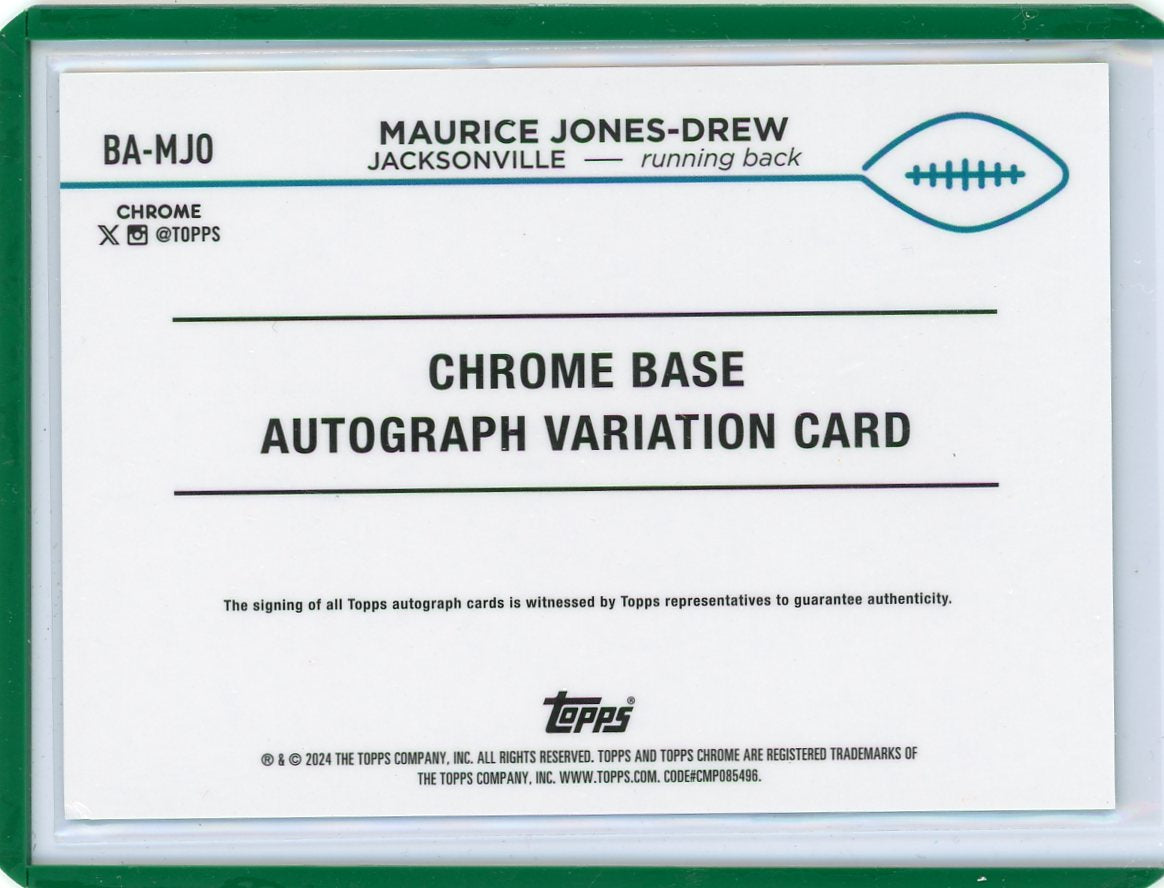 BA-MJO
MAURICE JONES-DREW
JACKSONVILLE — running back
CHROME
X @TOPPS
CHROME BASE
AUTOGRAPH VARIATION CARD
The signing of all Topps autograph cards is witnessed by Topps representatives to guarantee authenticity.
Topps®
® & © 2024 THE TOPPS COMPANY, INC. ALL RIGHTS RESERVED. TOPPS AND TOPPS CHROME ARE REGISTERED TRADEMARKS OF
THE TOPPS COMPANY, INC. WWW.TOPPS.COM. CODE#CMP085496.